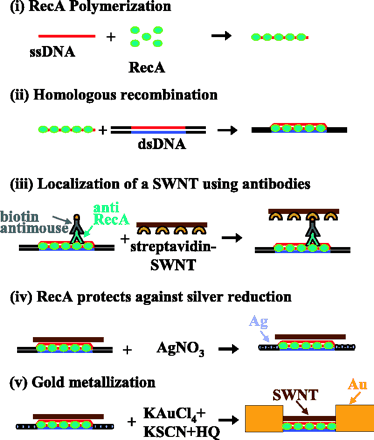 (i) RecA Polymerization
+
ssDNA
RecA
(ii) Homologous recombination
+
dsDNA
(iii) Localization of a SWNT using antibodies
biotin
antimouse
anti
RecA
+
streptavidin-
SWNT
(iv) RecA protects against silver reduction
+
AgNO3
Ag
(v) Gold metallization
+
KAuCl4+
KSCN+HQ
SWNT
Au